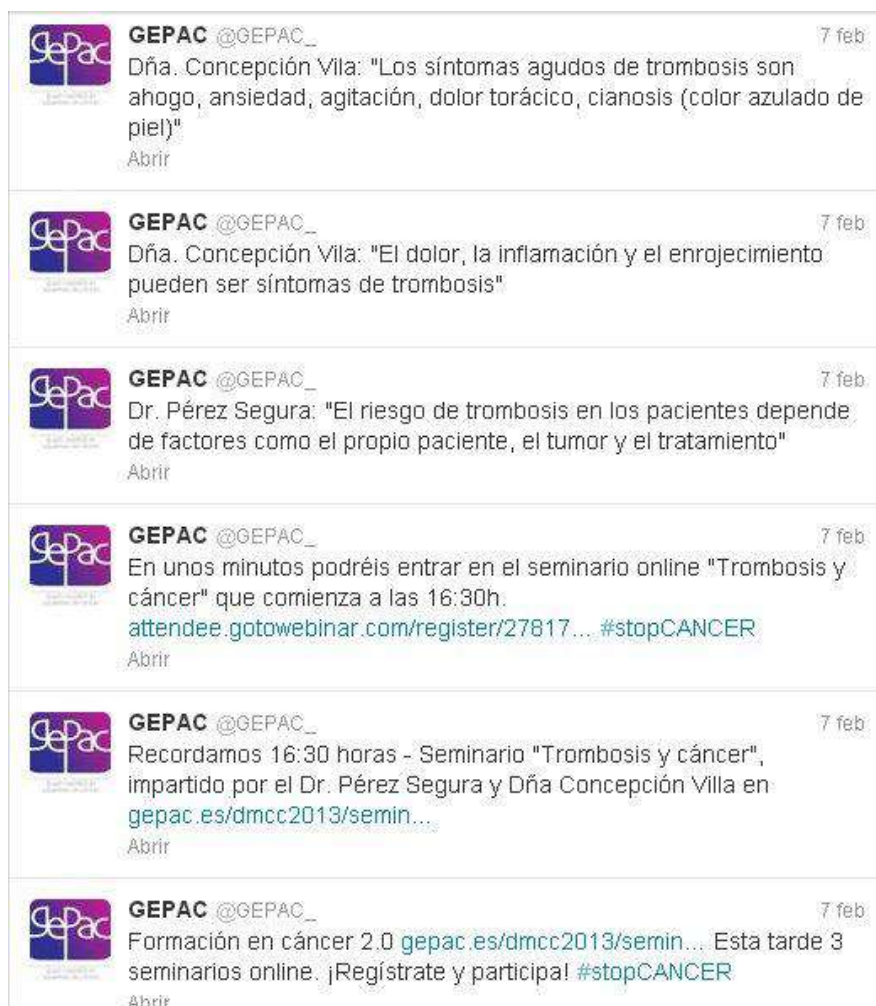 gepac
GEPAC @GEPAC_ 7 feb
Dña. Concepción Vila: "Los síntomas agudos de trombosis son
ahogo, ansiedad, agitación, dolor torácico, cianosis (color azulado de
piel)"
Abrir
gepac
GEPAC @GEPAC_ 7 feb
Dña. Concepción Vila: "El dolor, la inflamación y el enrojecimiento
pueden ser síntomas de trombosis"
Abrir
gepac
GEPAC @GEPAC_ 7 feb
Dr. Pérez Segura: "El riesgo de trombosis en los pacientes depende
de factores como el propio paciente, el tumor y el tratamiento"
Abrir
gepac
GEPAC @GEPAC_ 7 feb
En unos minutos podréis entrar en el seminario online "Trombosis y
cáncer" que comienza a las 16:30h.
attendee.gotowebinar.com/register/27817... #stopCANCER
Abrir
gepac
GEPAC @GEPAC_ 7 feb
Recordamos 16:30 horas - Seminario "Trombosis y cáncer",
impartido por el Dr. Pérez Segura y Dña Concepción Villa en
gepac.es/dmcc2013/semin...
Abrir
gepac
GEPAC @GEPAC_ 7 feb
Formación en cáncer 2.0 gepac.es/dmcc2013/semin... Esta tarde 3
seminarios online. ¡Regístrate y participa! #stopCANCER
Abrir